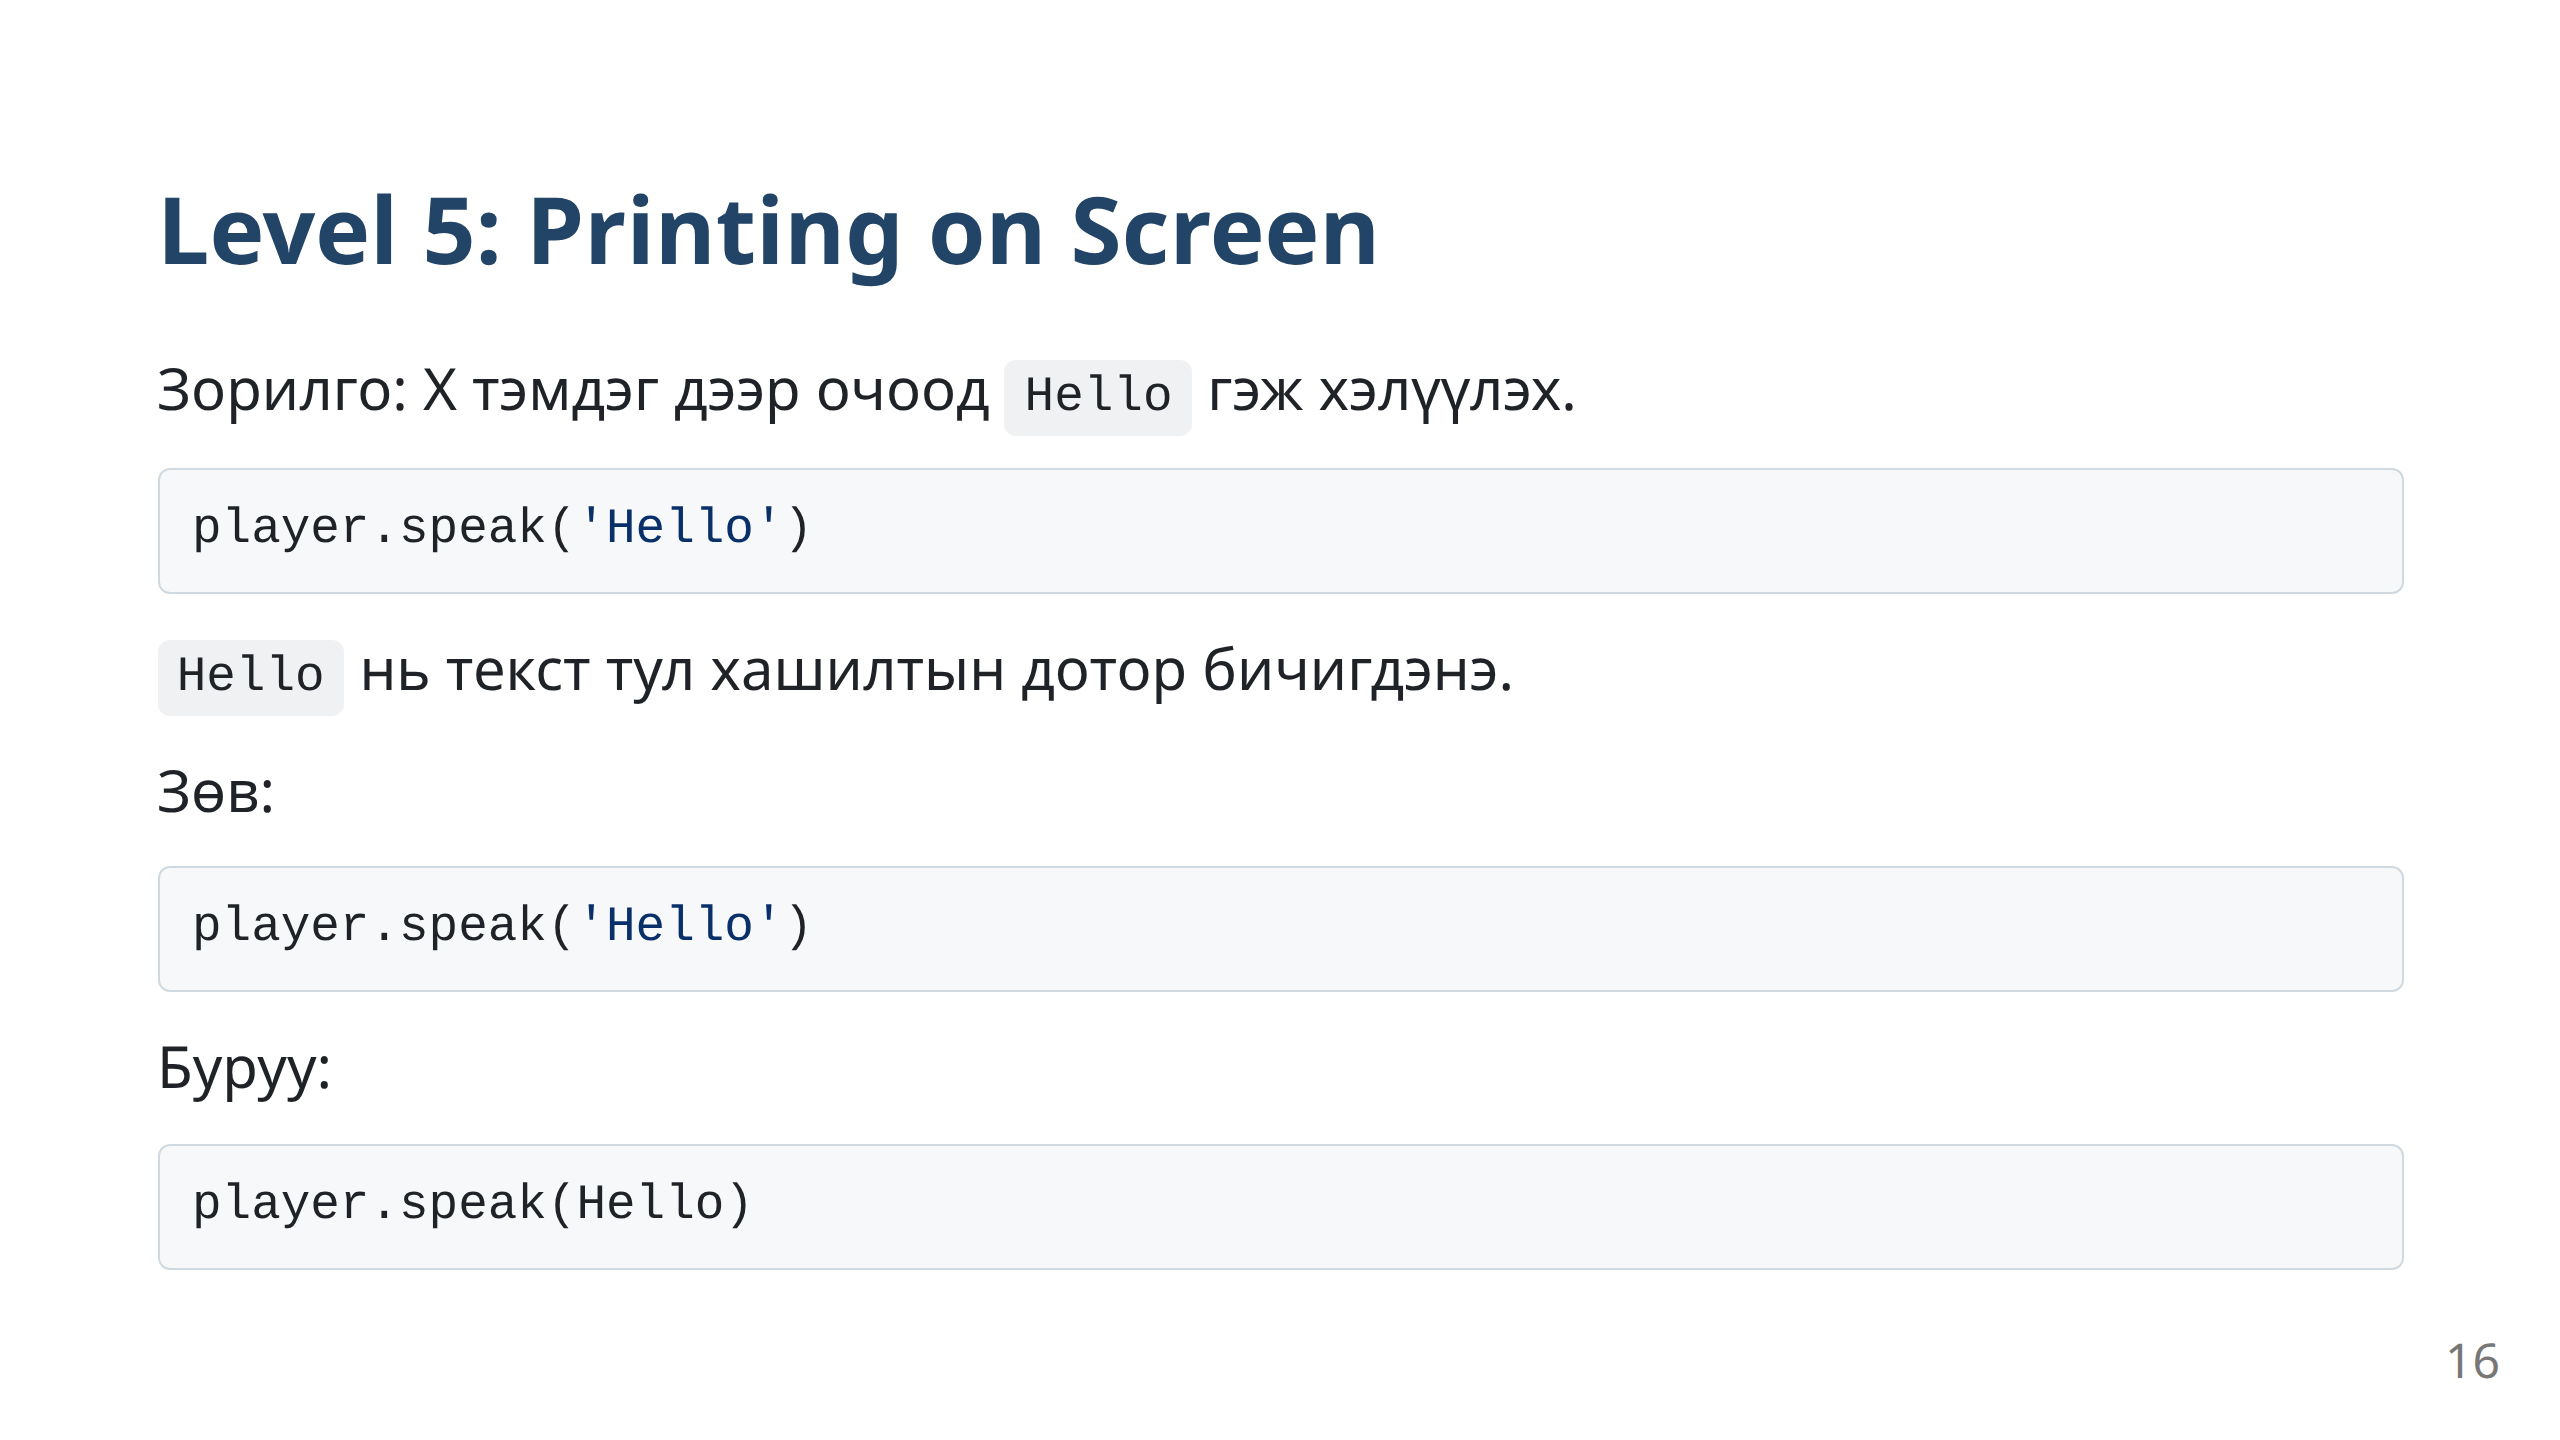 Level 5: Printing on Screen
Зорилго: X тэмдэг дээр очоод Hello гэж хэлүүлэх.
player.speak('Hello')
Hello нь текст тул хашилтын дотор бичигдэнэ.
Зөв:
player.speak('Hello')
Буруу:
player.speak(Hello)
16